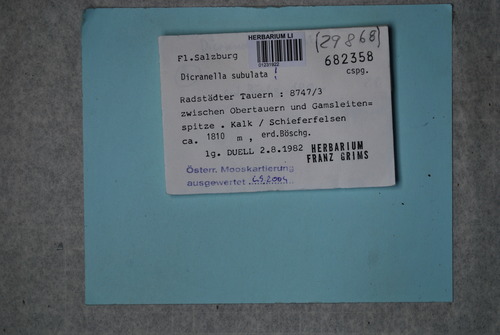 HERBARIUM LI
01231922
(29868)
Fl.Salzburg
682358
cspg.
Dicranella subulata !
Radstädter Tauern : 8747/3
zwischen Obertauern und Gamsleiten=
spitze . Kalk / Schieferfelsen
ca. 1810 m , erd.Böschg.
lg. DUELL 2.8.1982
HERBARIUM
FRANZ GRIMS
Österr. Mooskartierung
ausgewertet